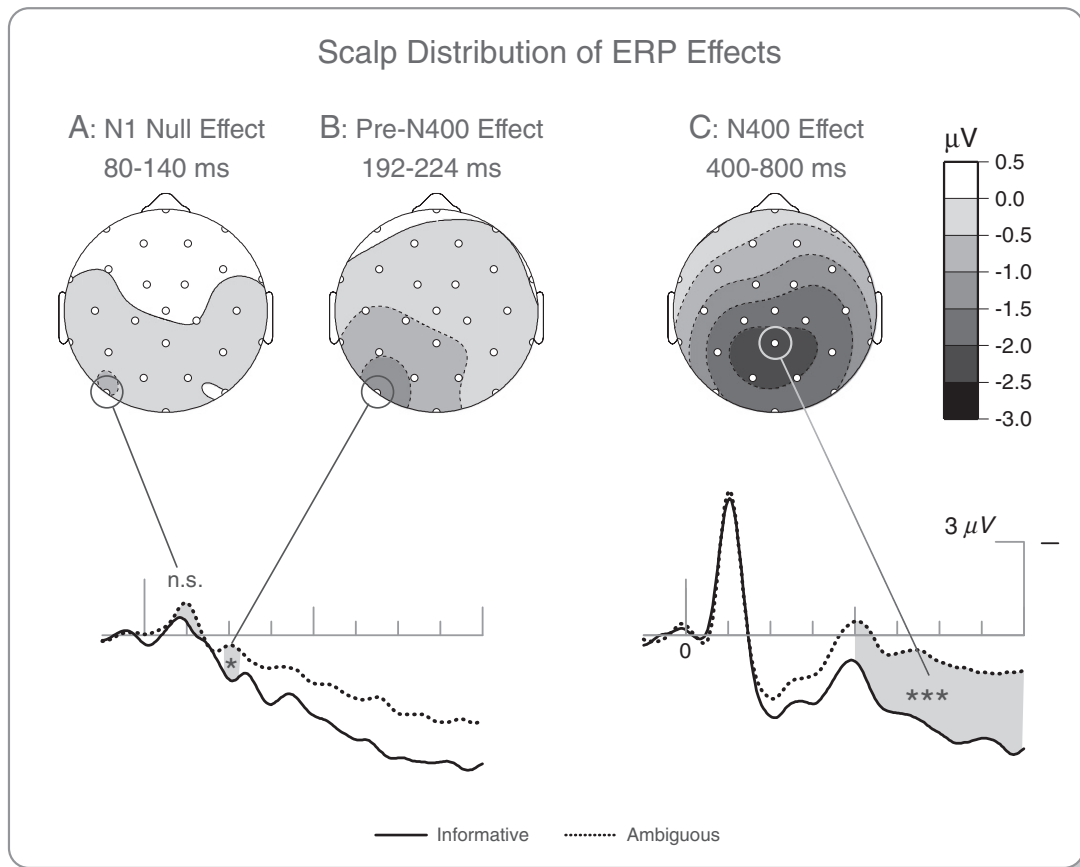 Scalp Distribution of ERP Effects
A: N1 Null Effect
80-140 ms
B: Pre-N400 Effect
192-224 ms
C: N400 Effect
400-800 ms
µV
0.5
0.0
-0.5
-1.0
-1.5
-2.0
-2.5
-3.0
n.s.
*
3 µV
0
***
Informative
Ambiguous